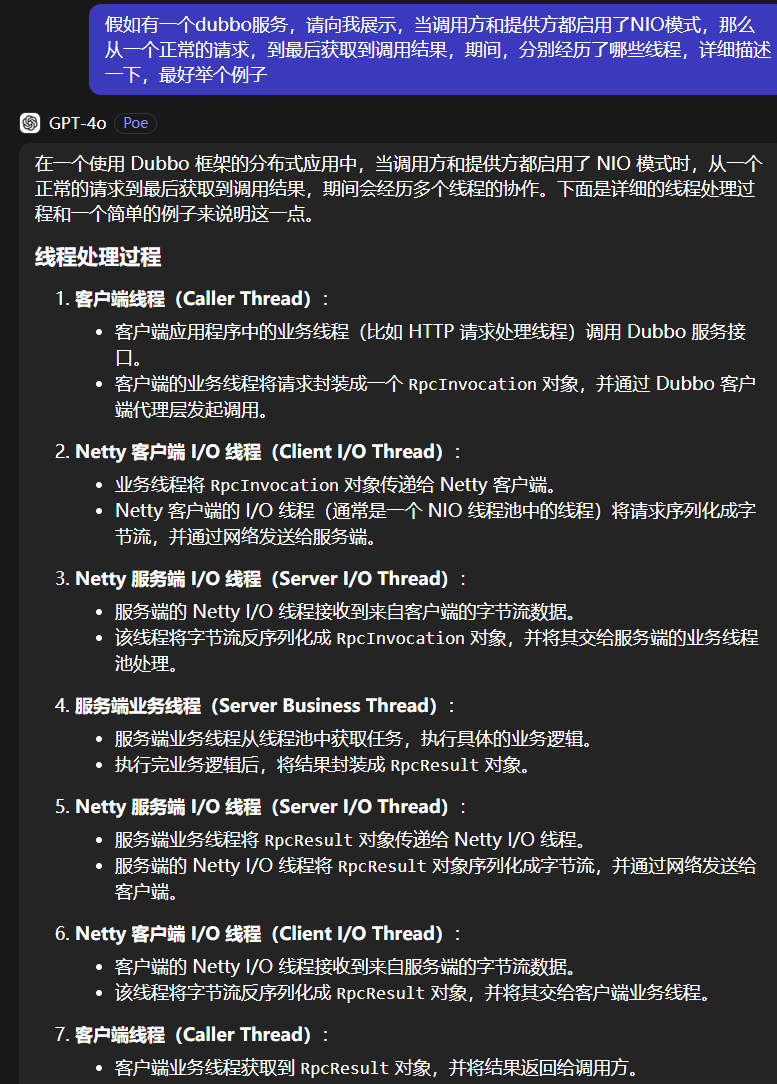 假如有一个dubbo服务，请向我展示，当调用方和提供方都启用了NIO模式，那么
从一个正常的请求，到最后获取到调用结果，期间，分别经历了哪些线程，详细描述
一下，最好举个例子
GPT-4o Poe
在一个使用 Dubbo 框架的分布式应用中，当调用方和提供方都启用了 NIO 模式时，从一个
正常的请求到最后获取到调用结果，期间会经历多个线程的协作。下面是详细的线程处理过
程和一个简单的例子来说明这一点。
线程处理过程
1. 客户端线程（Caller Thread）:
• 客户端应用程序中的业务线程（比如 HTTP 请求处理线程）调用 Dubbo 服务接
口。
• 客户端的业务线程将请求封装成一个 RpcInvocation 对象，并通过 Dubbo 客户
端代理层发起调用。
2. Netty 客户端 I/O 线程（Client I/O Thread）:
• 业务线程将 RpcInvocation 对象传递给 Netty 客户端。
• Netty 客户端的 I/O 线程（通常是一个 NIO 线程池中的线程）将请求序列化成字
节流，并通过网络发送给服务端。
3. Netty 服务端 I/O 线程（Server I/O Thread）:
• 服务端的 Netty I/O 线程接收到来自客户端的字节流数据。
• 该线程将字节流反序列化成 RpcInvocation 对象，并将其交给服务端的业务线程
池处理。
4. 服务端业务线程（Server Business Thread）:
• 服务端业务线程从线程池中获取任务，执行具体的业务逻辑。
• 执行完业务逻辑后，将结果封装成 RpcResult 对象。
5. Netty 服务端 I/O 线程（Server I/O Thread）:
• 服务端业务线程将 RpcResult 对象传递给 Netty I/O 线程。
• 服务端的 Netty I/O 线程将 RpcResult 对象序列化成字节流，并通过网络发送给
客户端。
6. Netty 客户端 I/O 线程（Client I/O Thread）:
• 客户端的 Netty I/O 线程接收到来自服务端的字节流数据。
• 该线程将字节流反序列化成 RpcResult 对象，并将其交给客户端业务线程。
7. 客户端线程（Caller Thread）:
• 客户端业务线程获取到 RpcResult 对象，并将结果返回给调用方。